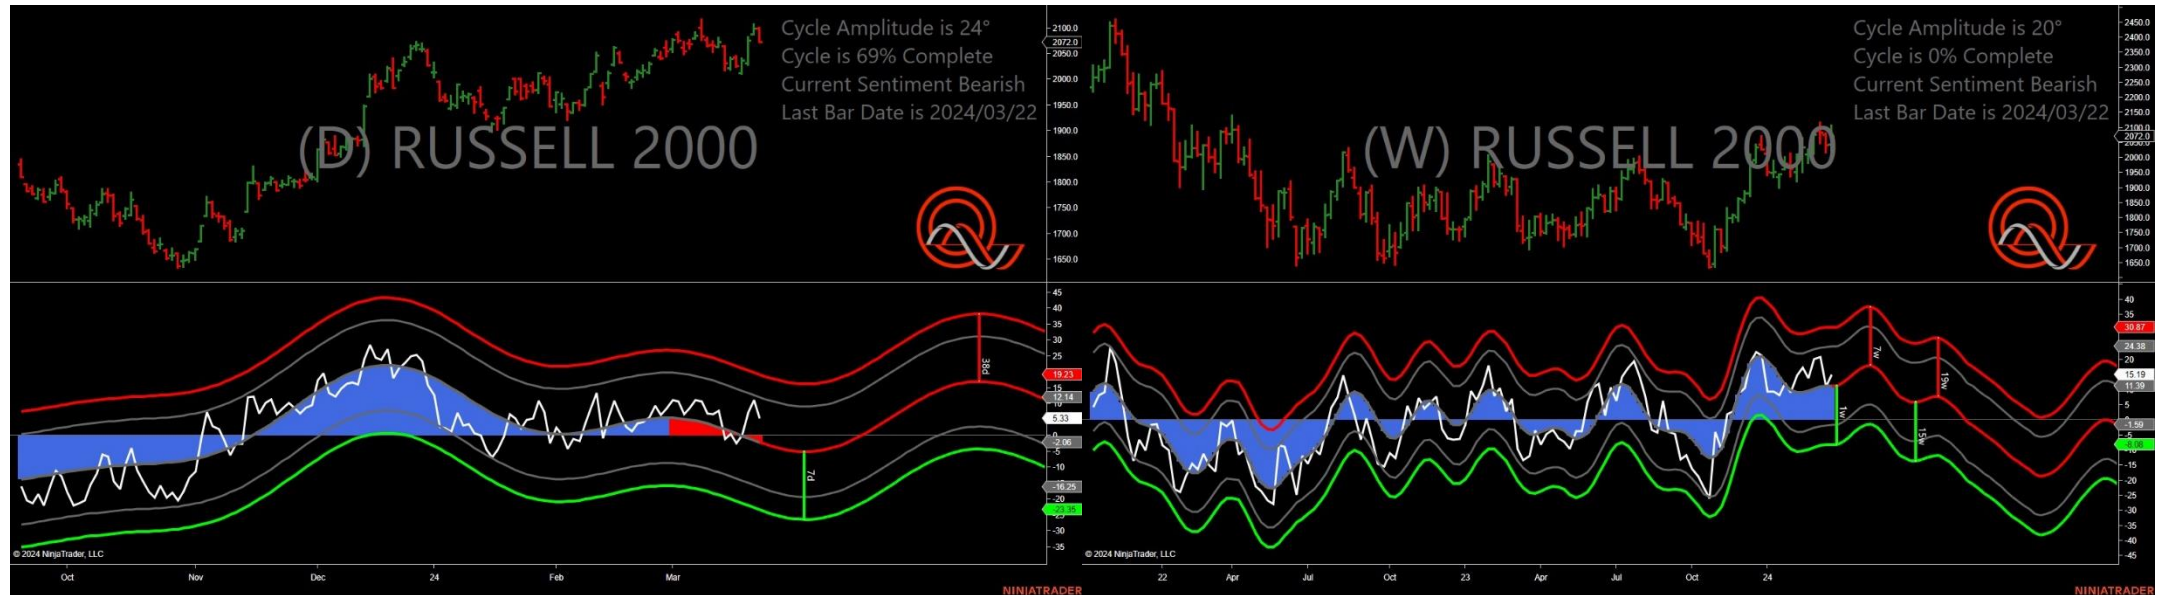 Cycle Amplitude is 24°
Cycle is 69% Complete
Current Sentiment Bearish
Last Bar Date is 2024/03/22
(D) RUSSELL 2000
2100.0
2072.0
2050.0
2000.0
1950.0
1900.0
1850.0
1800.0
1750.0
1700.0
1650.0
45
40
35
30
25
19.23
15
12.14
5.33
0
-2.06
-5
-10
-16.25
-20
-23.35
-30
-35
38d
7d
© 2024 NinjaTrader, LLC
Oct
Nov
Dec
24
Feb
Mar
NINJATRADER
Cycle Amplitude is 20°
Cycle is 0% Complete
Current Sentiment Bearish
Last Bar Date is 2024/03/22
(W) RUSSELL 2000
2450.0
2400.0
2350.0
2300.0
2250.0
2200.0
2150.0
2100.0
2072.0
2000.0
1950.0
1900.0
1850.0
1800.0
1750.0
1700.0
1650.0
40
35
30.87
24.38
20
15.19
11.39
5
0
-1.59
-5
-10
-15
-20
-25
-30
-35
-40
-45
7w
19w
1w
15w
© 2024 NinjaTrader, LLC
22
Apr
Jul
Oct
23
Apr
Jul
Oct
24
NINJATRADER